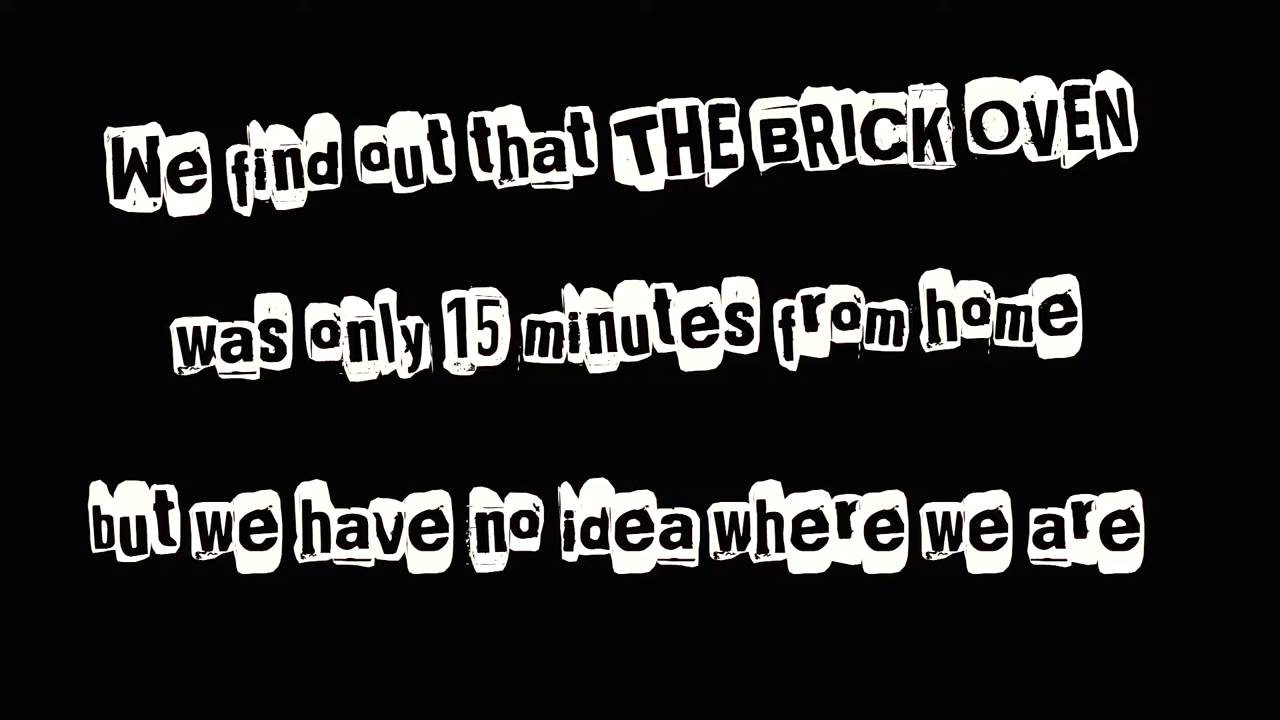 We find out that THE BRICK OVEN
was only 15 minutes from home
but we have no idea where we are